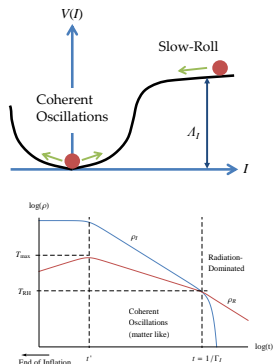 V(I)
Slow-Roll
Coherent
Oscillations
Λ_I
I
log(ρ)
ρ_I
T_max
Radiation-
Dominated
T_RH
Coherent
Oscillations
(matter like)
ρ_R
log(t)
t'
t = 1/Γ_I
End of Inflation